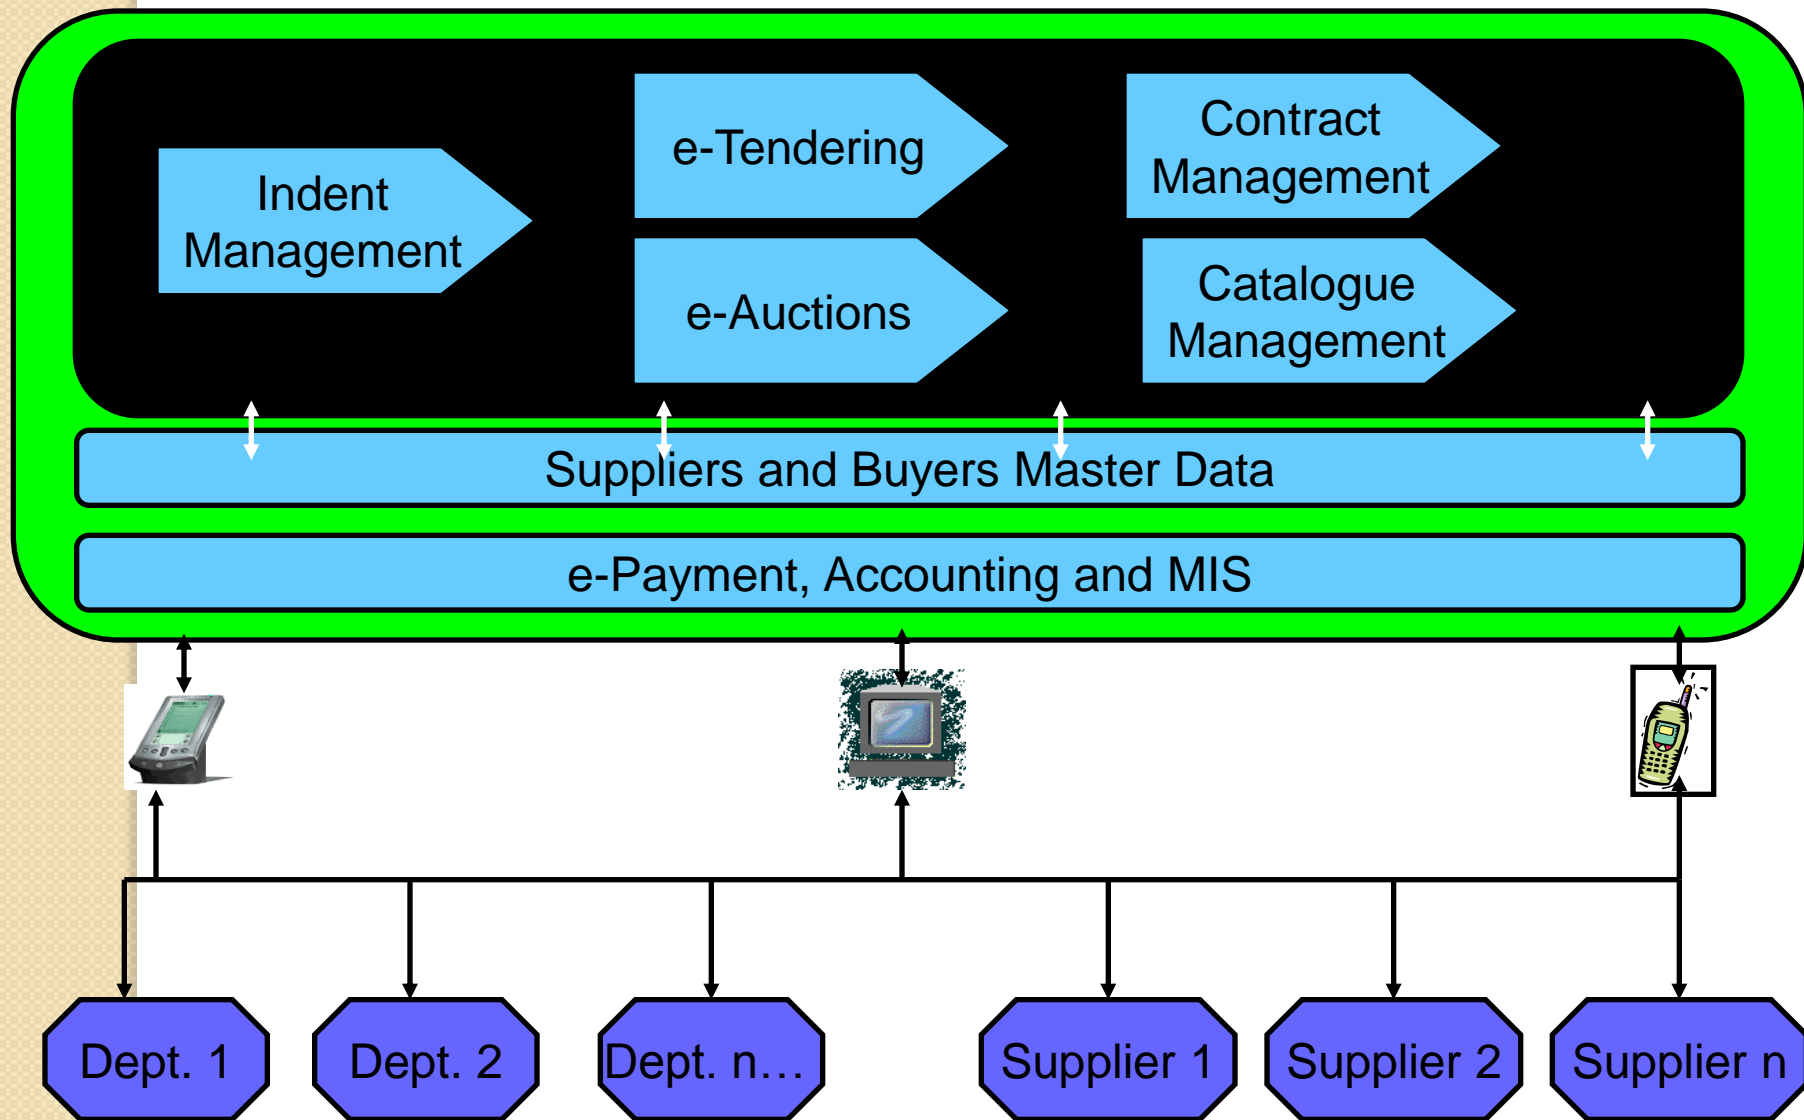 Indent
Management
e-Tendering
e-Auctions
Contract
Management
Catalogue
Management
Suppliers and Buyers Master Data
e-Payment, Accounting and MIS
Dept. 1
Dept. 2
Dept. n…
Supplier 1
Supplier 2
Supplier n